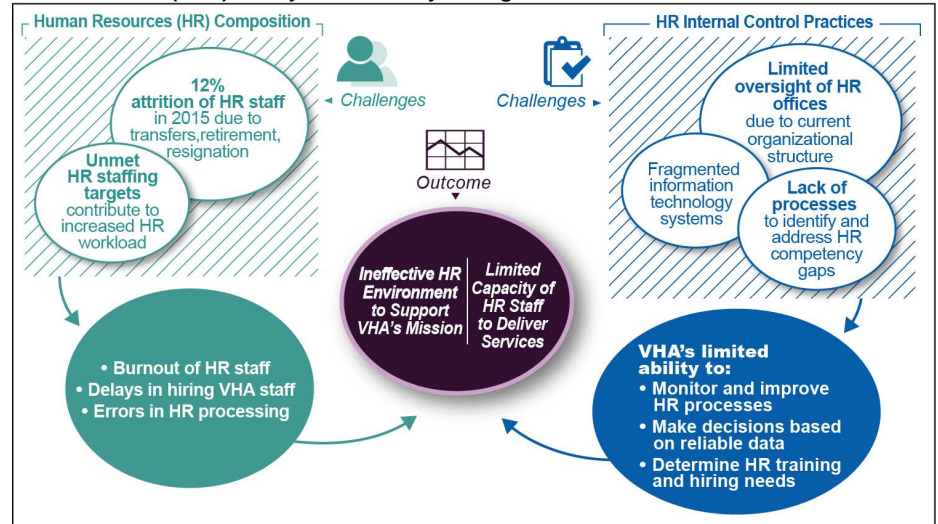 Human Resources (HR) Composition
12%
attrition of HR staff
in 2015 due to
transfers,retirement,
resignation
Unmet
HR staffing
targets
contribute to
increased HR
workload
Challenges
Challenges
HR Internal Control Practices
Limited
oversight of HR
offices
due to current
organizational
structure
Fragmented
information
technology
systems
Lack of
processes
to identify and
address HR
competency
gaps
Outcome
Ineffective HR
Environment
to Support
VHA's Mission
Limited
Capacity of
HR Staff
to Deliver
Services
• Burnout of HR staff
• Delays in hiring VHA staff
• Errors in HR processing
VHA's limited
ability to:
• Monitor and improve
HR processes
• Make decisions based
on reliable data
• Determine HR training
and hiring needs